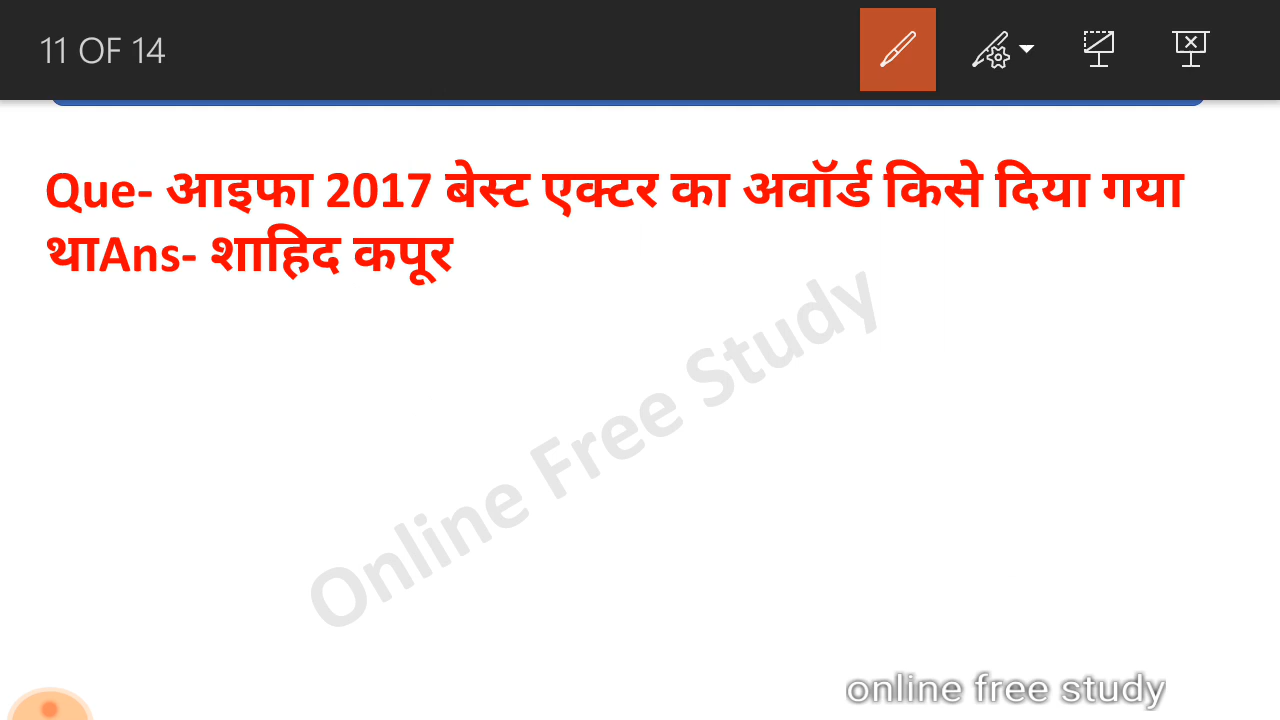 11 OF 14
Que- आइफा 2017 बेस्ट एक्टर का अवॉर्ड किसे दिया गया
थाAns- शाहिद कपूर
Online Free Study
online free study